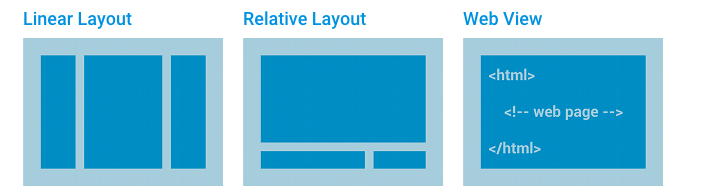 Linear Layout
Relative Layout
Web View
<html>
<!-- web page -->
</html>